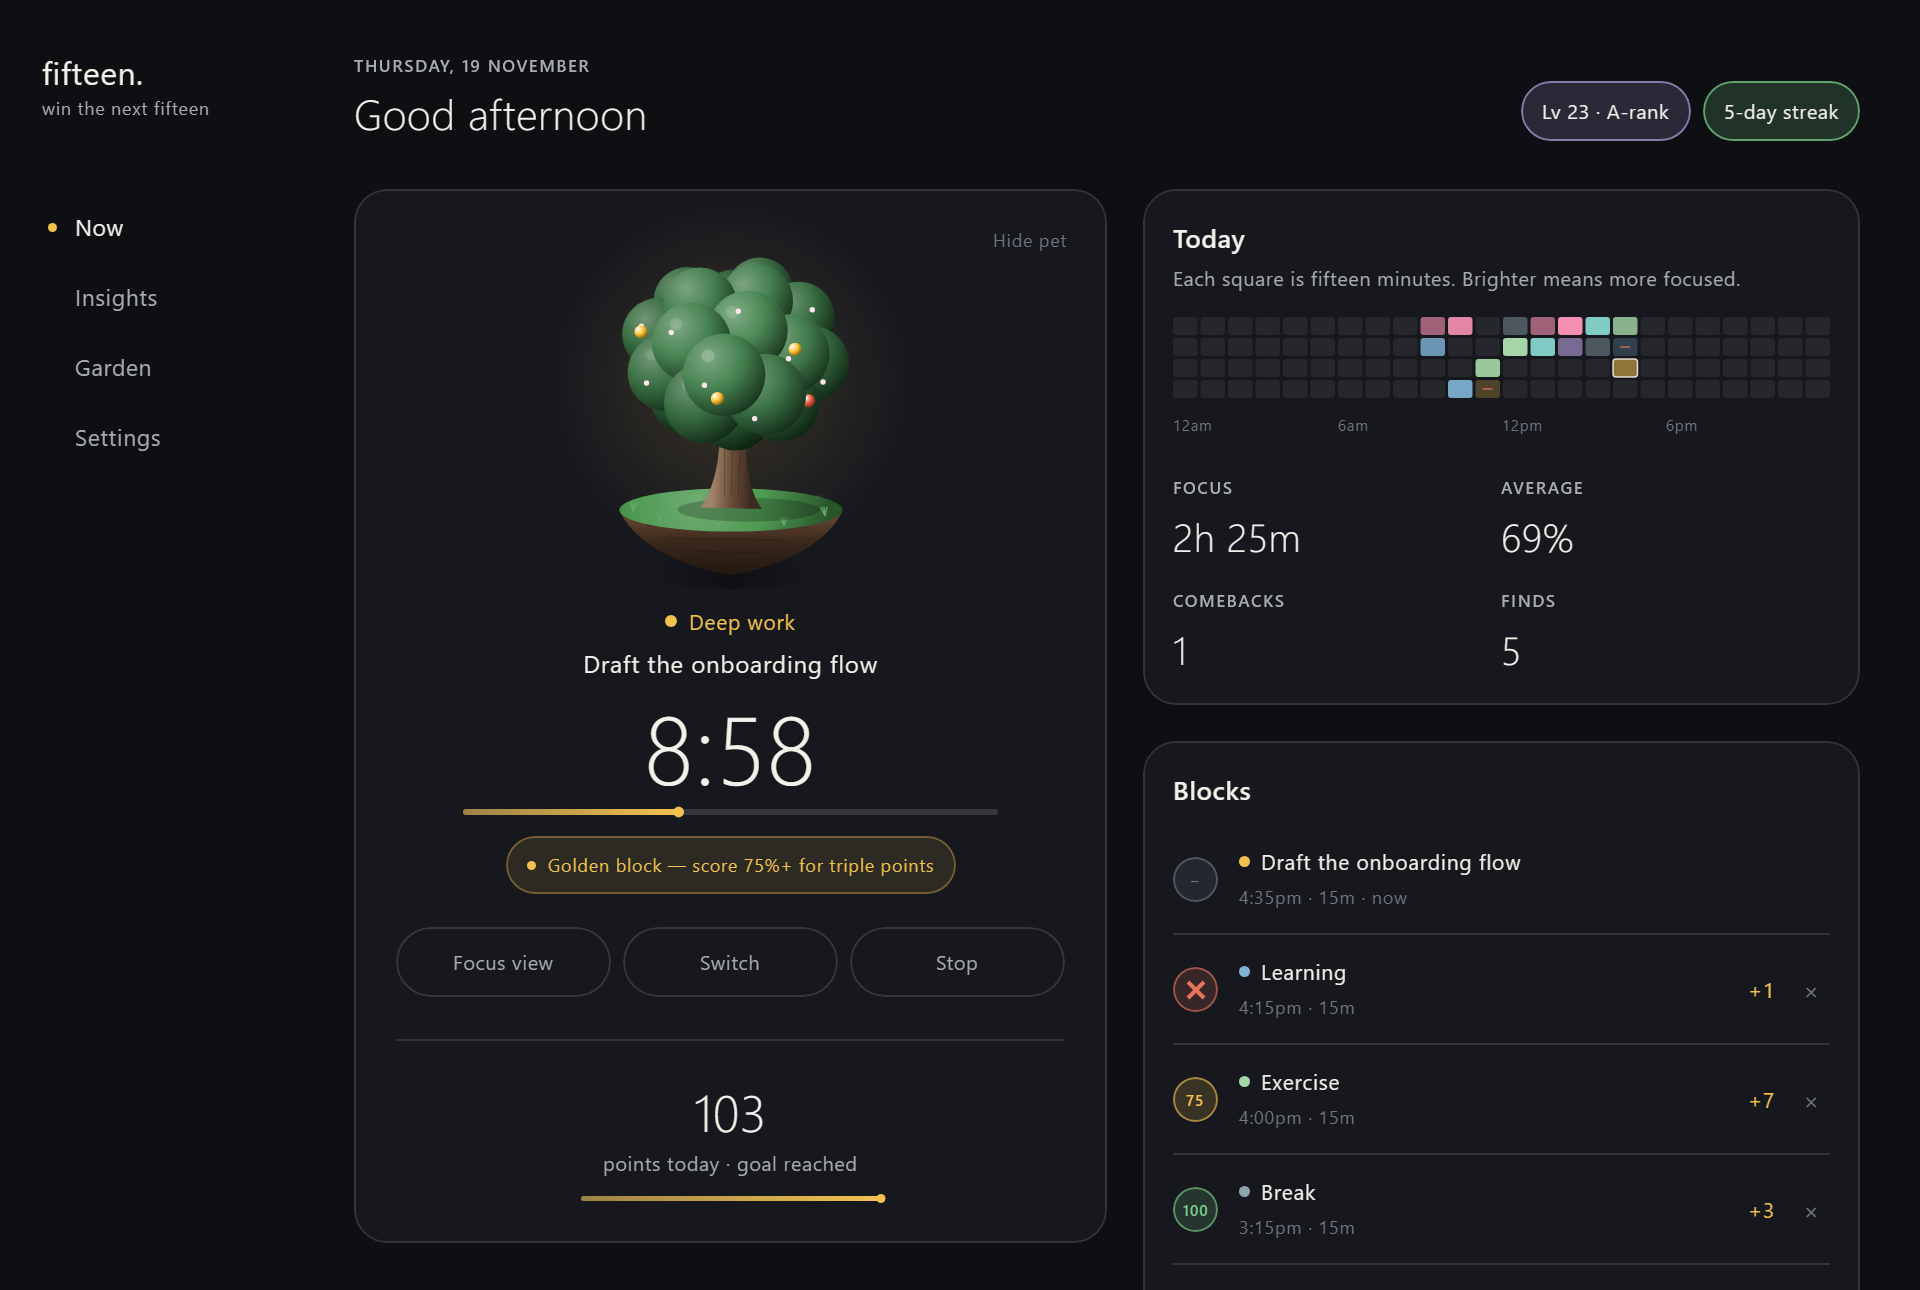 fifteen.
win the next fifteen
Now
Insights
Garden
Settings
THURSDAY, 19 NOVEMBER
Good afternoon
Lv 23 · A-rank
5-day streak
Hide pet
Deep work
Draft the onboarding flow
8:58
Golden block — score 75%+ for triple points
Focus view
Switch
Stop
103
points today · goal reached
Today
Each square is fifteen minutes. Brighter means more focused.
12am 6am 12pm 6pm
FOCUS
2h 25m
AVERAGE
69%
COMEBACKS
1
FINDS
5
Blocks
–
Draft the onboarding flow
4:35pm · 15m · now
Learning
4:15pm · 15m
+1 ×
75
Exercise
4:00pm · 15m
+7 ×
100
Break
3:15pm · 15m
+3 ×